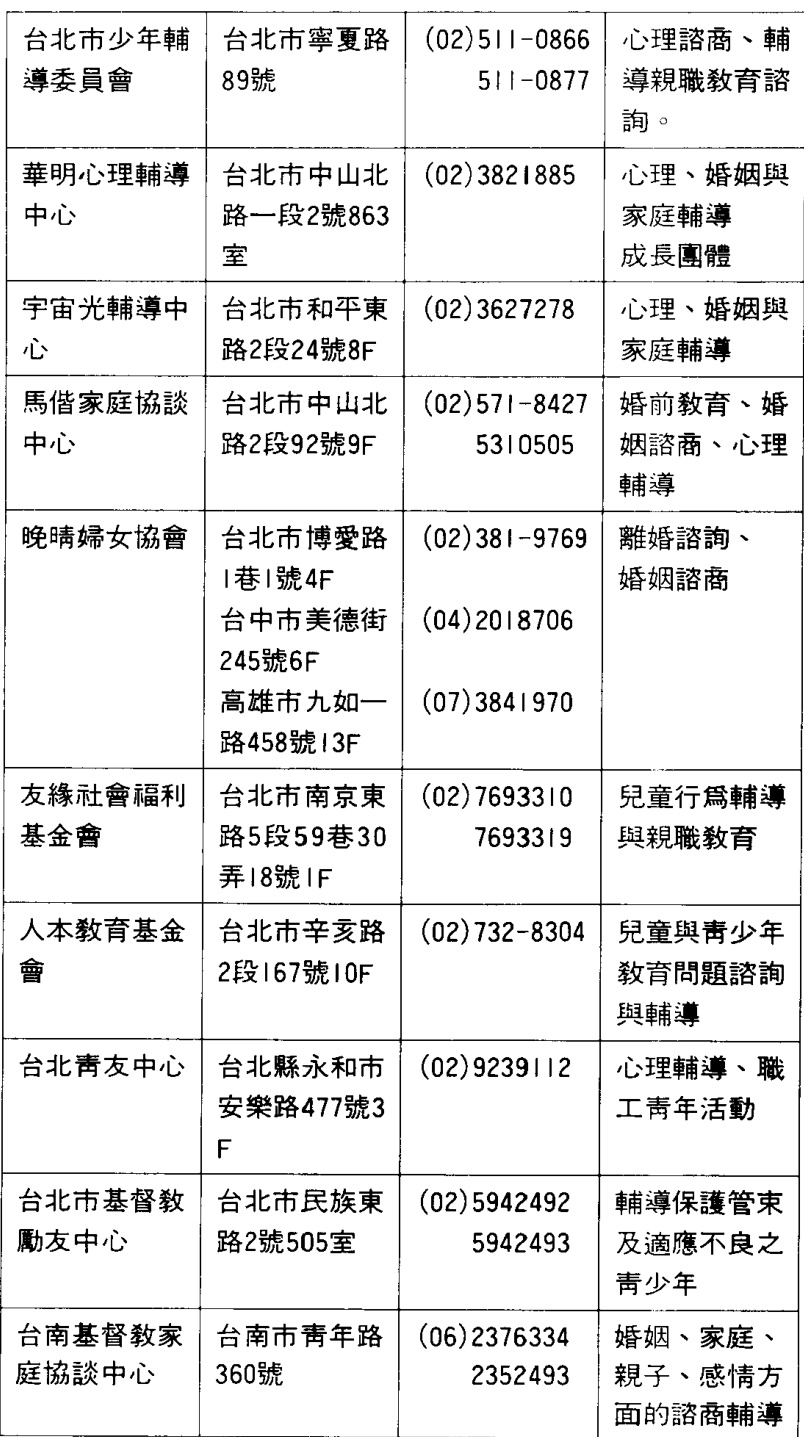 台北市少年輔
導委員會
台北市寧夏路
89號
(02)511-0866
511-0877
心理諮商、輔
導親職敎育諮
詢。
華明心理輔導
中心
台北市中山北
路一段2號863
室
(02)3821885
心理、婚姻與
家庭輔導
成長團體
宇宙光輔導中
心
台北市和平東
路2段24號8F
(02)3627278
心理、婚姻與
家庭輔導
馬偕家庭協談
中心
台北市中山北
路2段92號9F
(02)571-8427
5310505
婚前敎育、婚
姻諮商、心理
輔導
晚晴婦女協會
台北市博愛路
1巷1號4F
台中市美德街
245號6F
高雄市九如一
路458號13F
(02)381-9769
(04)2018706
(07)3841970
離婚諮詢、
婚姻諮商
友緣社會福利
基金會
台北市南京東
路5段59巷30
弄18號1F
(02)7693310
7693319
兒童行爲輔導
與親職敎育
人本敎育基金
會
台北市辛亥路
2段167號10F
(02)732-8304
兒童與靑少年
敎育問題諮詢
與輔導
台北靑友中心
台北縣永和市
安樂路477號3
F
(02)9239112
心理輔導、職
工靑年活動
台北市基督敎
勵友中心
台北市民族東
路2號505室
(02)5942492
5942493
輔導保護管束
及適應不良之
靑少年
台南基督敎家
庭協談中心
台南市靑年路
360號
(06)2376334
2352493
婚姻、家庭、
親子、感情方
面的諮商輔導